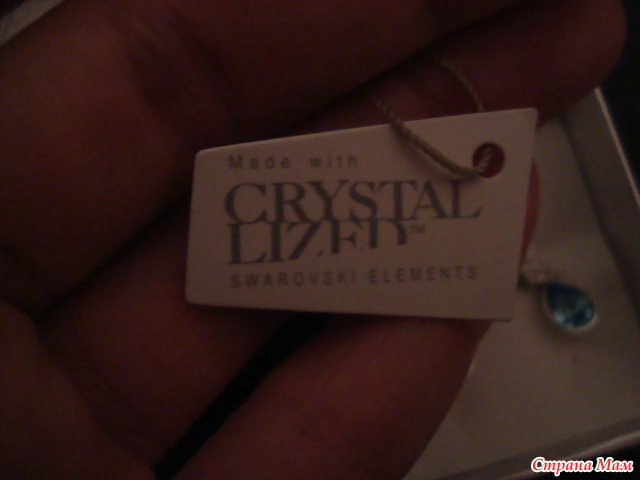 Made with
CRYSTAL
LIZED™
SWAROVSKI ELEMENTS
Страна Мам